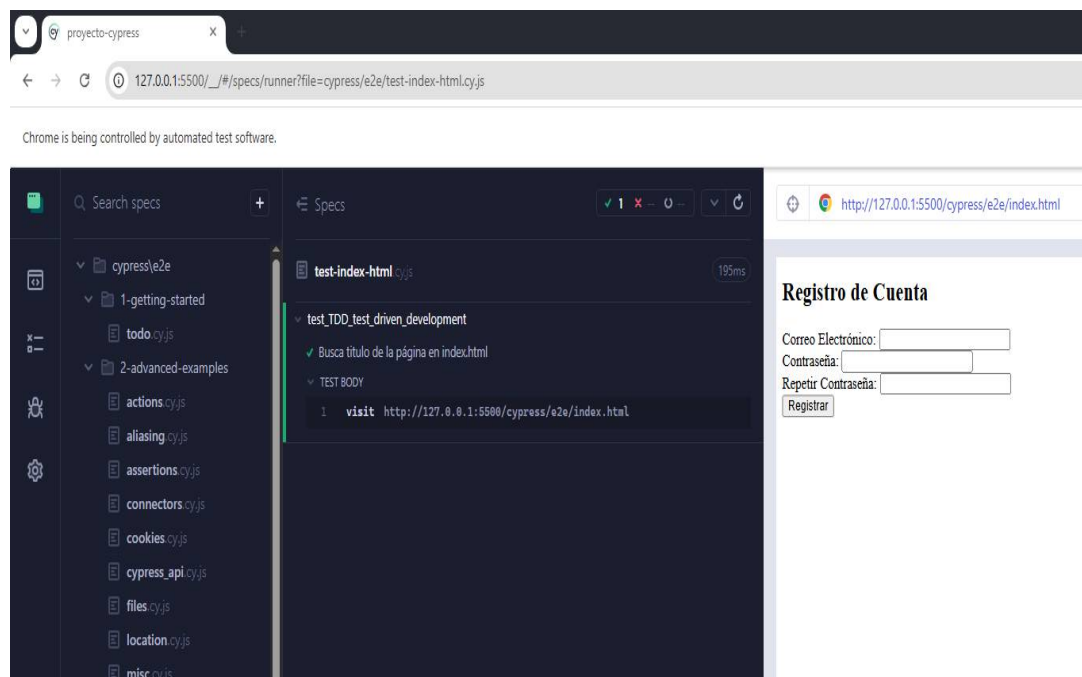 proyecto-cypress
127.0.0.1:5500/__/#/specs/runner?file=cypress/e2e/test-index-html.cy.js
Chrome is being controlled by automated test software.
Search specs
+
Specs
1
--
--
http://127.0.0.1:5500/cypress/e2e/index.html
cypress\e2e
1-getting-started
todo.cy.js
2-advanced-examples
actions.cy.js
aliasing.cy.js
assertions.cy.js
connectors.cy.js
cookies.cy.js
cypress_api.cy.js
files.cy.js
location.cy.js
misc.cy.js
test-index-html.cy.js
195ms
test_TDD_test_driven_development
Busca titulo de la página en index.html
TEST BODY
1 visit http://127.0.0.1:5500/cypress/e2e/index.html
Registro de Cuenta
Correo Electrónico:
Contraseña:
Repetir Contraseña:
Registrar